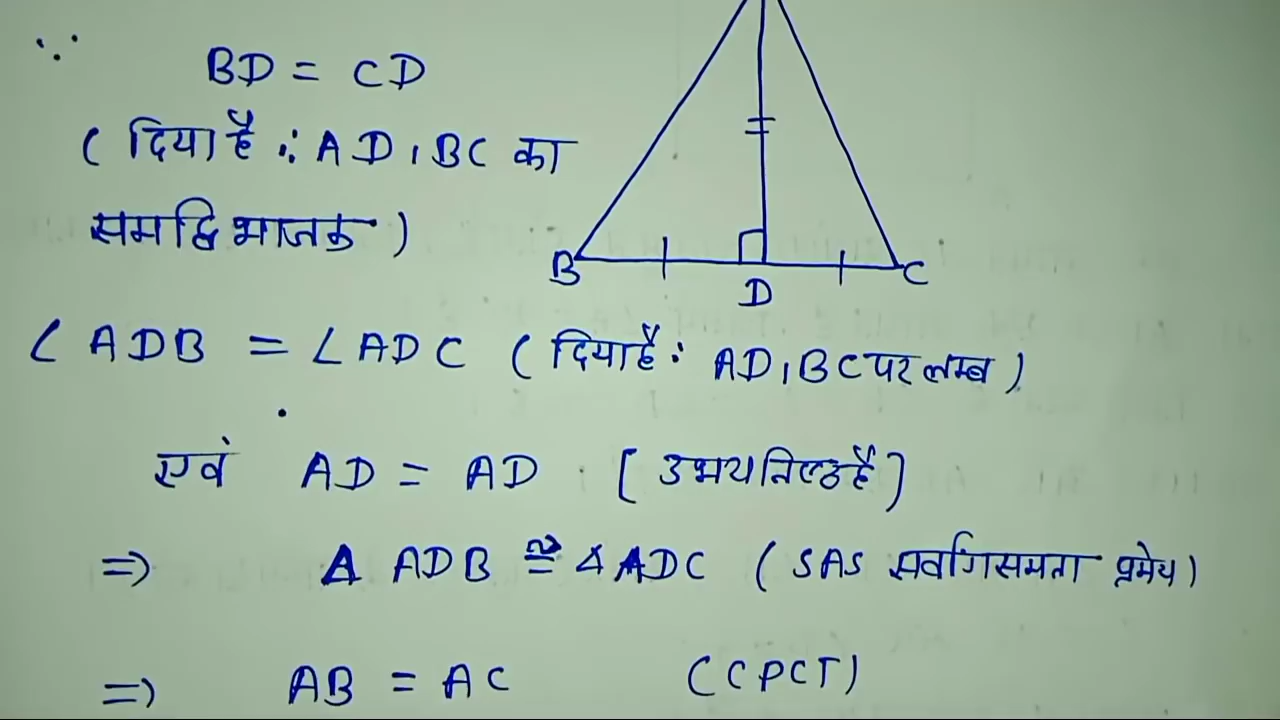 ∵ BD = CD
( दिया है ∴ AD, BC का
समद्विभाजक )
B D C
∠ADB = ∠ADC ( दिया है : AD, BC पर लम्ब )
एवं AD = AD [ उभयनिष्ठ है ]
=> Δ ADB ≅ Δ ADC ( SAS सर्वांगसमता प्रमेय )
=> AB = AC (CPCT)